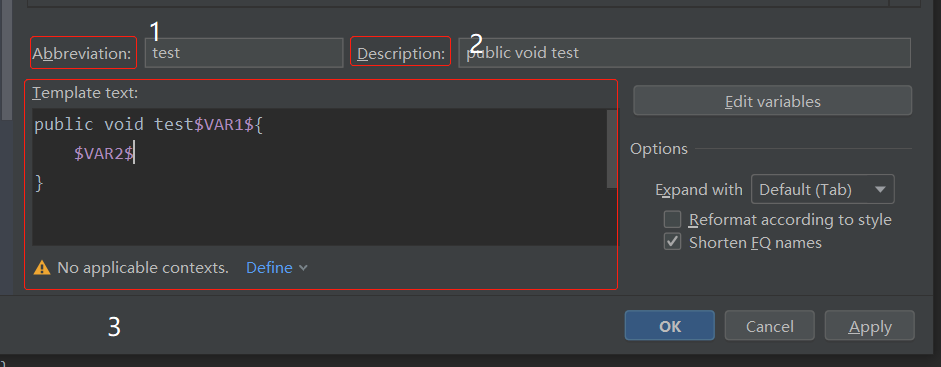 1
2
Abbreviation: test Description: public void test
Template text:
public void test$VAR1${
$VAR2$
}
Edit variables
Options
Expand with Default (Tab)
Reformat according to style
Shorten FQ names
No applicable contexts. Define
3
OK Cancel Apply
}